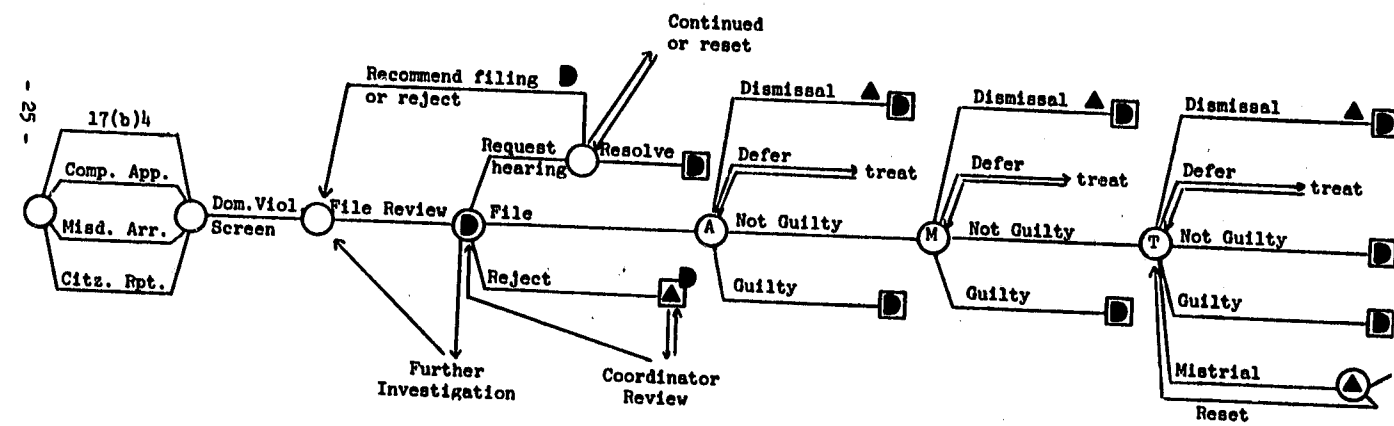 - 25 -
17(b)4
Comp. App.
Misd. Arr.
Citz. Rpt.
Dom.Viol.
Screen
File Review
Recommend filing
or reject
Continued
or reset
Request
hearing
Resolve
File
Reject
Further
Investigation
Coordinator
Review
A
Dismissal
Defer
treat
Not Guilty
Guilty
M
Dismissal
Defer
treat
Not Guilty
Guilty
T
Dismissal
Defer
treat
Not Guilty
Guilty
Mistrial
Reset